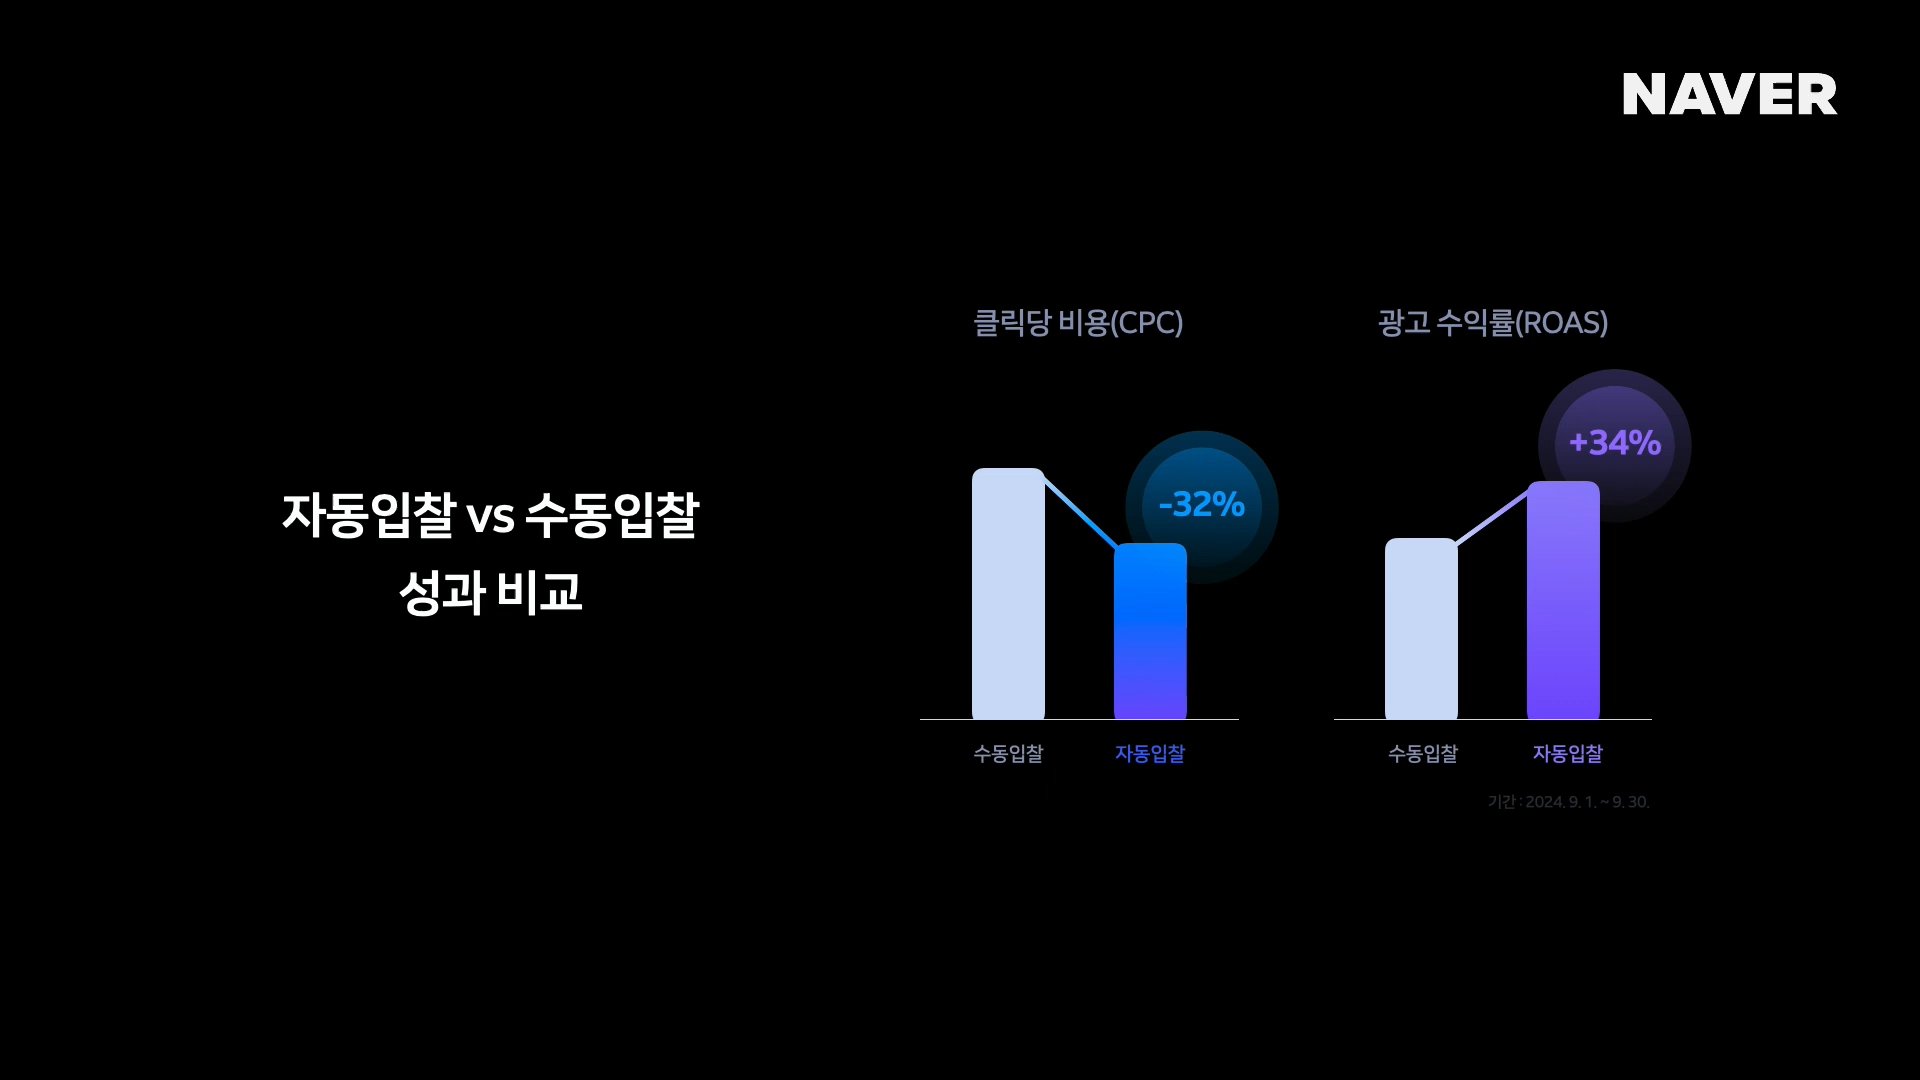 NAVER
자동입찰 vs 수동입찰
성과 비교
클릭당 비용(CPC)
-32%
수동입찰
자동입찰
광고 수익률(ROAS)
+34%
수동입찰
자동입찰
기간 : 2024. 9. 1. ~ 9. 30.